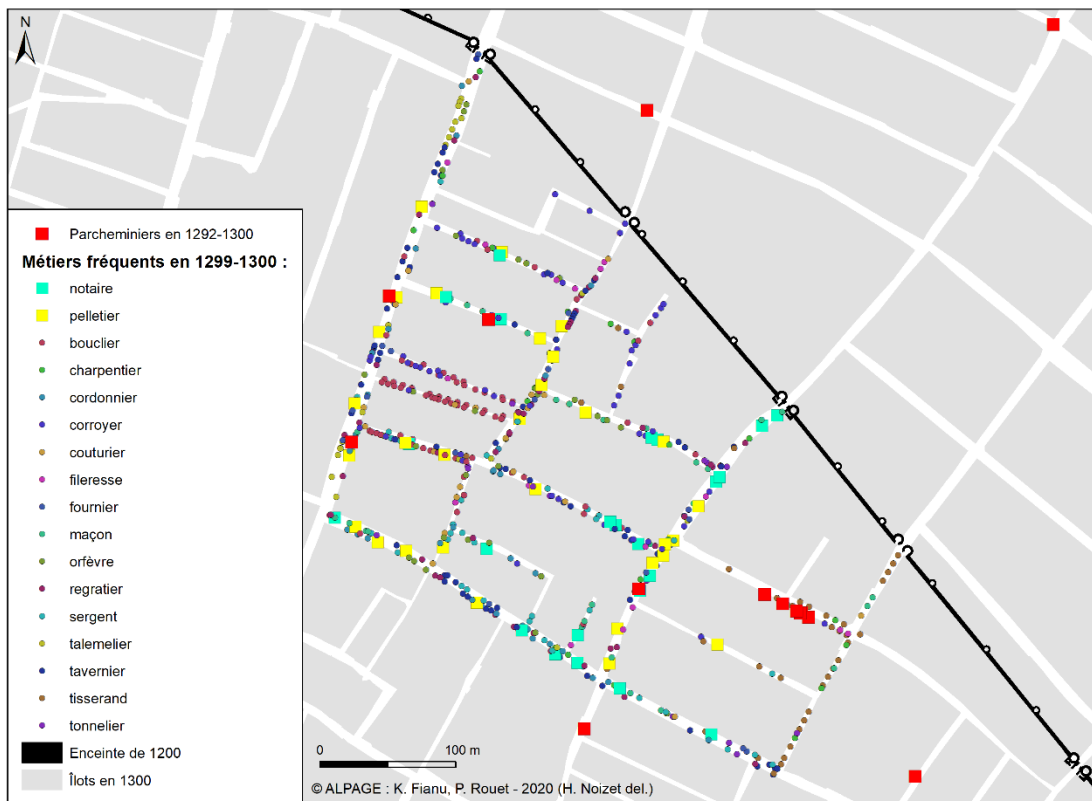 N
Parcheminiers en 1292-1300
Métiers fréquents en 1299-1300 :
notaire
pelletier
bouclier
charpentier
cordonnier
corroyer
couturier
fileresse
fournier
maçon
orfèvre
regratier
sergent
talemelier
tavernier
tisserand
tonnelier
Enceinte de 1200
Îlots en 1300
0 100 m
© ALPAGE : K. Fianu, P. Rouet - 2020 (H. Noizet del.)